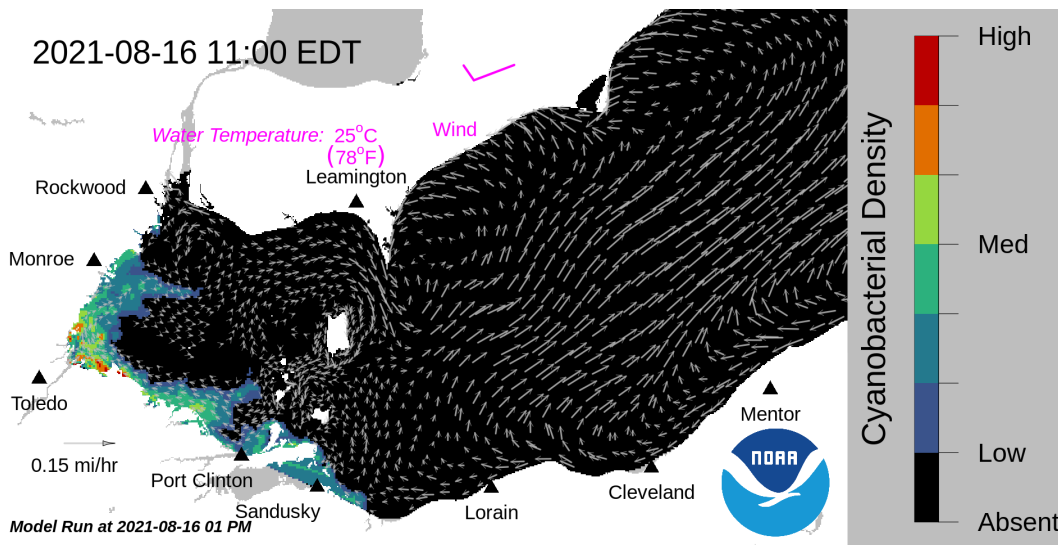 2021-08-16 11:00 EDT
Water Temperature: 25°C
(78°F)
Wind
Leamington
Rockwood
Monroe
Toledo
0.15 mi/hr
Port Clinton
Sandusky
Lorain
Cleveland
Mentor
NOAA
Model Run at 2021-08-16 01 PM
Cyanobacterial Density
High
Med
Low
Absent